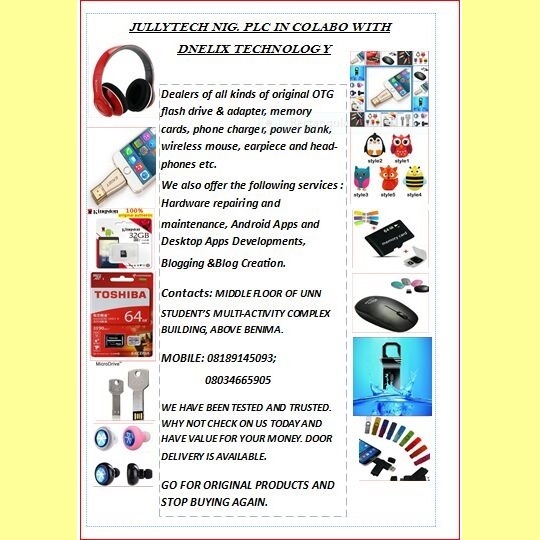 JULLYTECH NIG. PLC IN COLABO WITH
DNELIX TECHNOLOGY
Dealers of all kinds of original OTG
flash drive & adapter, memory
cards, phone charger, power bank,
wireless mouse, earpiece and head-
phones etc.
We also offer the following services :
Hardware repairing and
maintenance, Android Apps and
Desktop Apps Developments,
Blogging &Blog Creation.
Contacts: MIDDLE FLOOR OF UNN
STUDENT'S MULTI-ACTIVITY COMPLEX
BUILDING, ABOVE BENIMA.
MOBILE: 08189145093;
08034665905
WE HAVE BEEN TESTED AND TRUSTED.
WHY NOT CHECK ON US TODAY AND
HAVE VALUE FOR YOUR MONEY. DOOR
DELIVERY IS AVAILABLE.
GO FOR ORIGINAL PRODUCTS AND
STOP BUYING AGAIN.
Kingston
100%
32GB
TOSHIBA
64GB
MicroDrive
style2 style1
style3 style5 style4
64GB
memory card